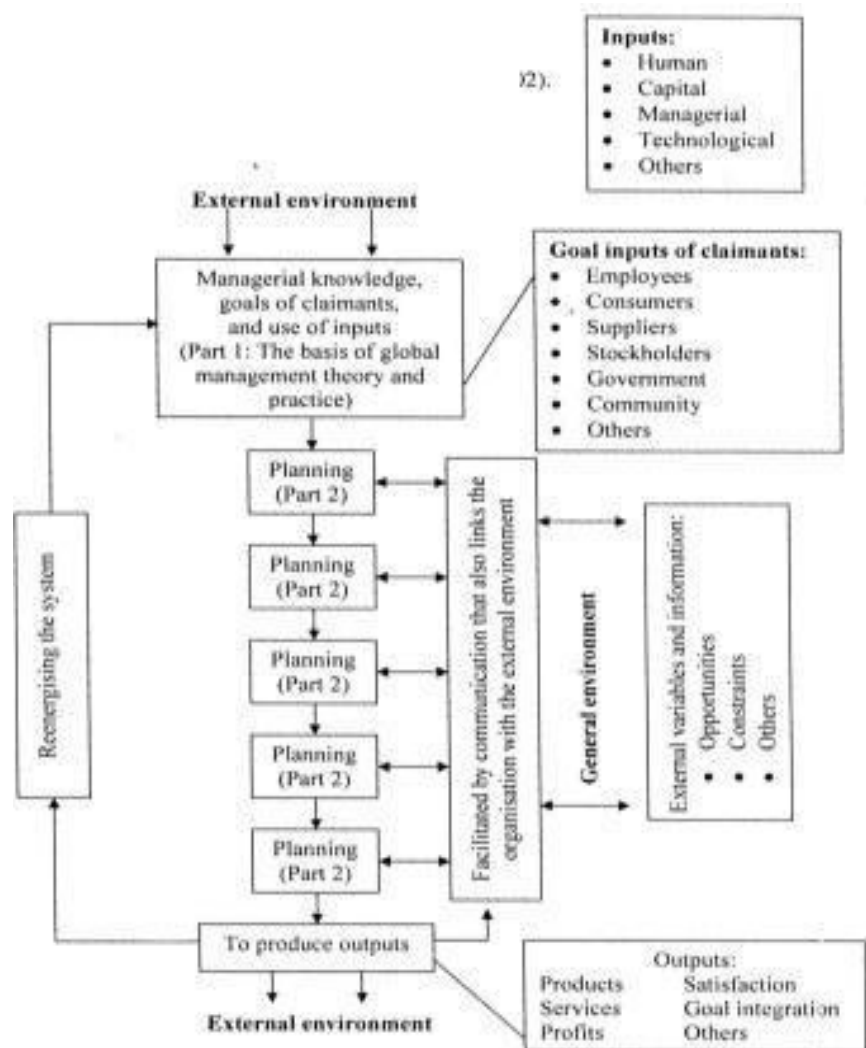 Inputs:
• Human
• Capital
• Managerial
• Technological
• Others
)2).
External environment
Managerial knowledge,
goals of claimants,
and use of inputs
(Part 1: The basis of global
management theory and
practice)
Goal inputs of claimants:
• Employees
• Consumers
• Suppliers
• Stockholders
• Government
• Community
• Others
Reenergising the system
Planning
(Part 2)
Planning
(Part 2)
Planning
(Part 2)
Planning
(Part 2)
Planning
(Part 2)
Facilitated by communication that also links the
organisation with the external environment
General environment
External variables and information:
• Opportunities
• Constraints
• Others
To produce outputs
External environment
Outputs:
Products Satisfaction
Services Goal integration
Profits Others